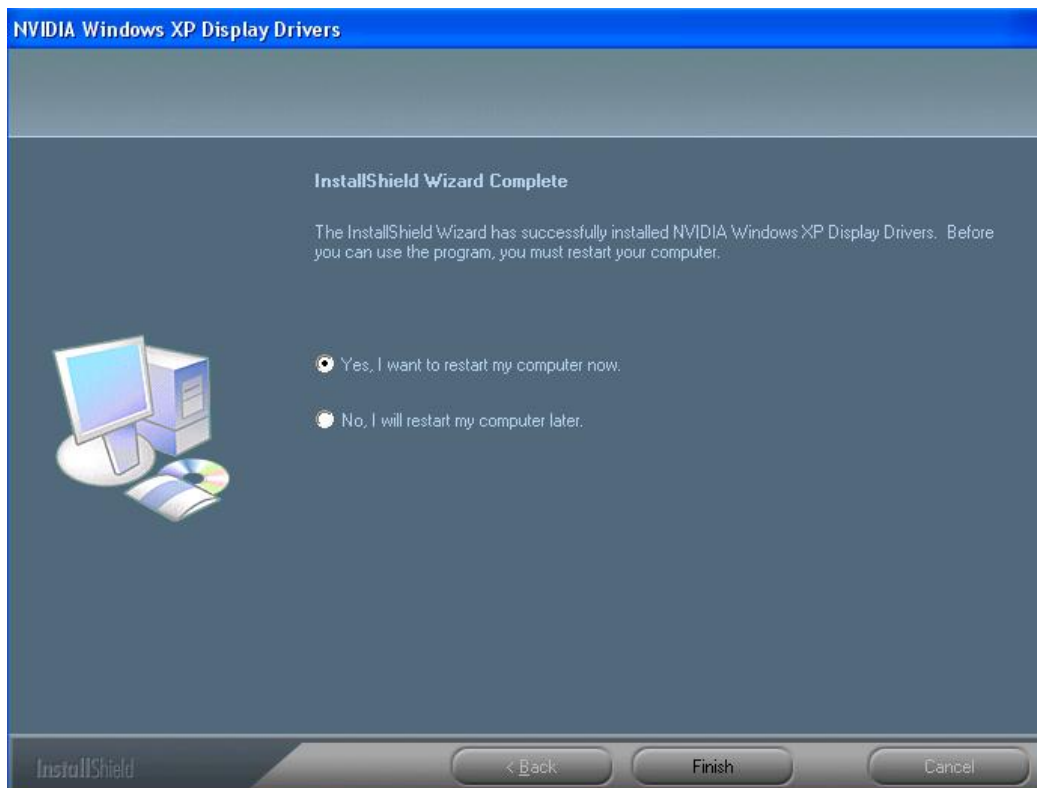 NVIDIA Windows XP Display Drivers
InstallShield Wizard Complete
The InstallShield Wizard has successfully installed NVIDIA Windows XP Display Drivers.  Before
you can use the program, you must restart your computer.
Yes, I want to restart my computer now.
No, I will restart my computer later.
InstallShield
< Back
Finish
Cancel